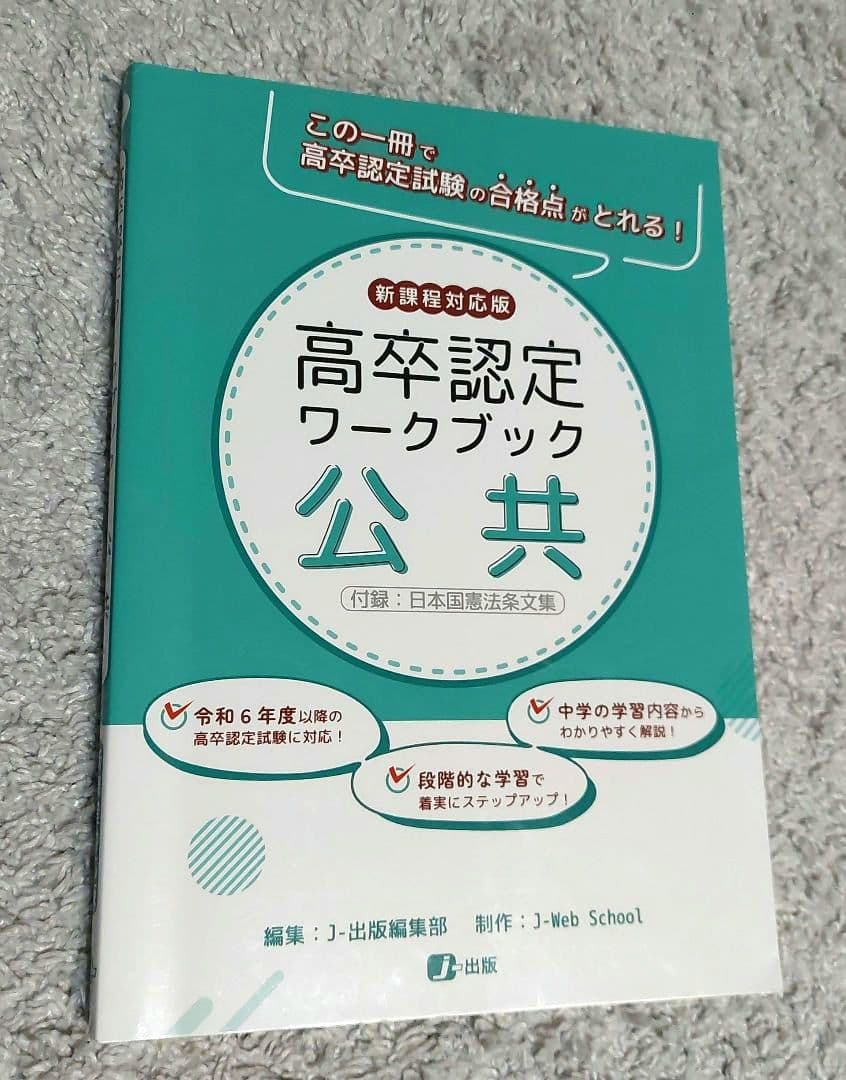 この一冊で
高卒認定試験の合格点がとれる！
新課程対応版
高卒認定
ワークブック
公共
付録：日本国憲法条文集
令和6年度以降の
高卒認定試験に対応！
中学の学習内容から
わかりやすく解説！
段階的な学習で
着実にステップアップ！
編集：J-出版編集部 制作：J-Web School
J-出版